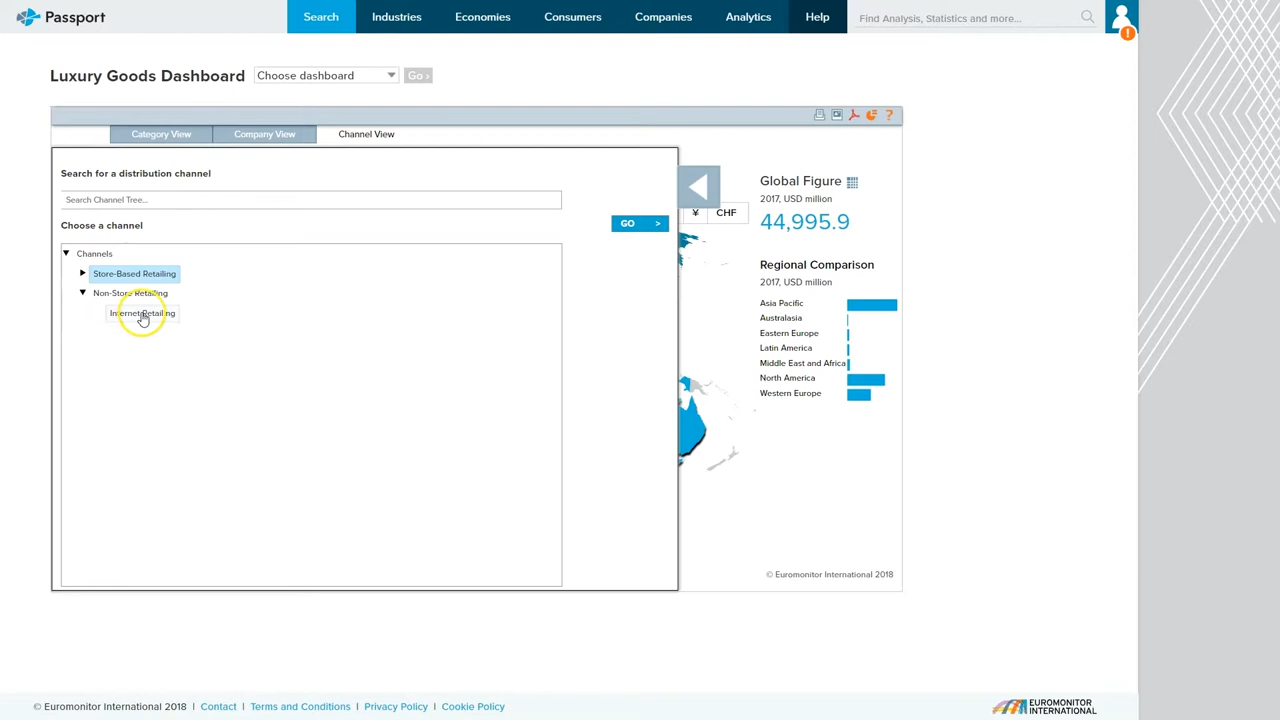 Passport
Search
Industries
Economies
Consumers
Companies
Analytics
Help
Find Analysis, Statistics and more...
!
Luxury Goods Dashboard
Choose dashboard
Go ›
?
Category View
Company View
Channel View
Search for a distribution channel
Search Channel Tree...
Choose a channel
GO >
Channels
Store-Based Retailing
Non-Store Retailing
Internet Retailing
¥
CHF
Global Figure
2017, USD million
44,995.9
Regional Comparison
2017, USD million
Asia Pacific
Australasia
Eastern Europe
Latin America
Middle East and Africa
North America
Western Europe
© Euromonitor International 2018
© Euromonitor International 2018 | Contact | Terms and Conditions | Privacy Policy | Cookie Policy
EUROMONITOR
INTERNATIONAL